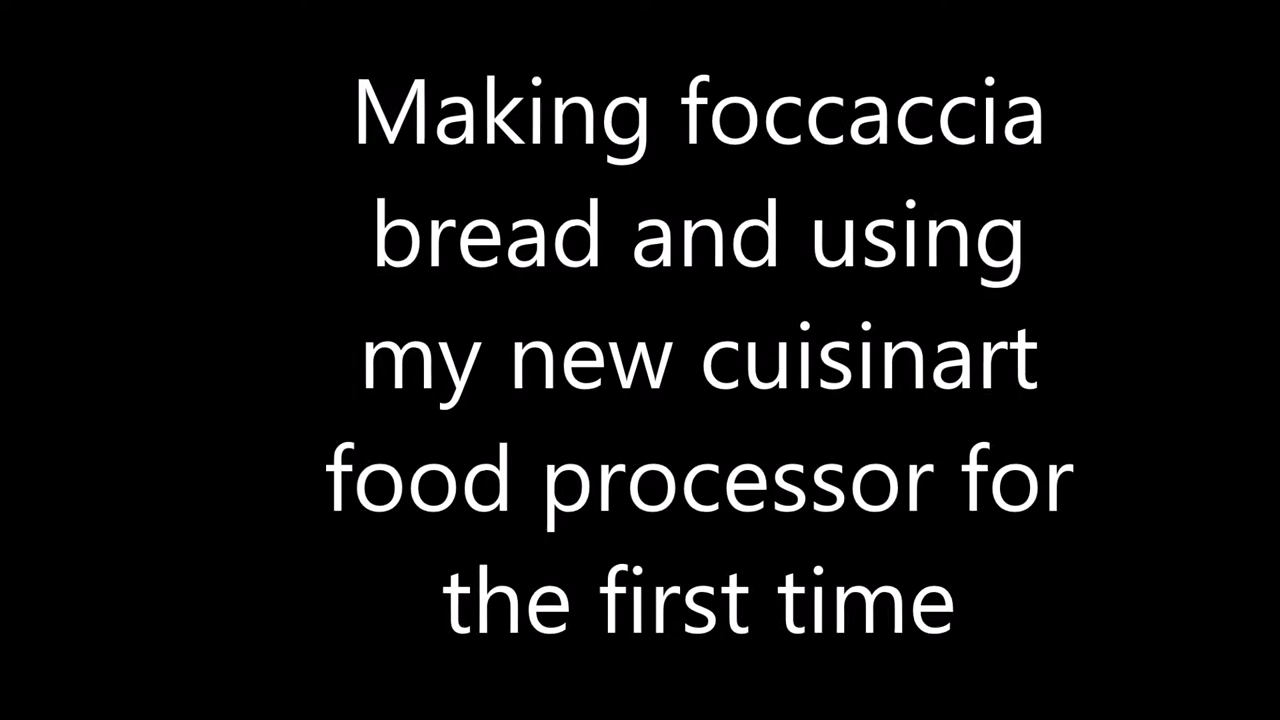 Making foccaccia
bread and using
my new cuisinart
food processor for
the first time